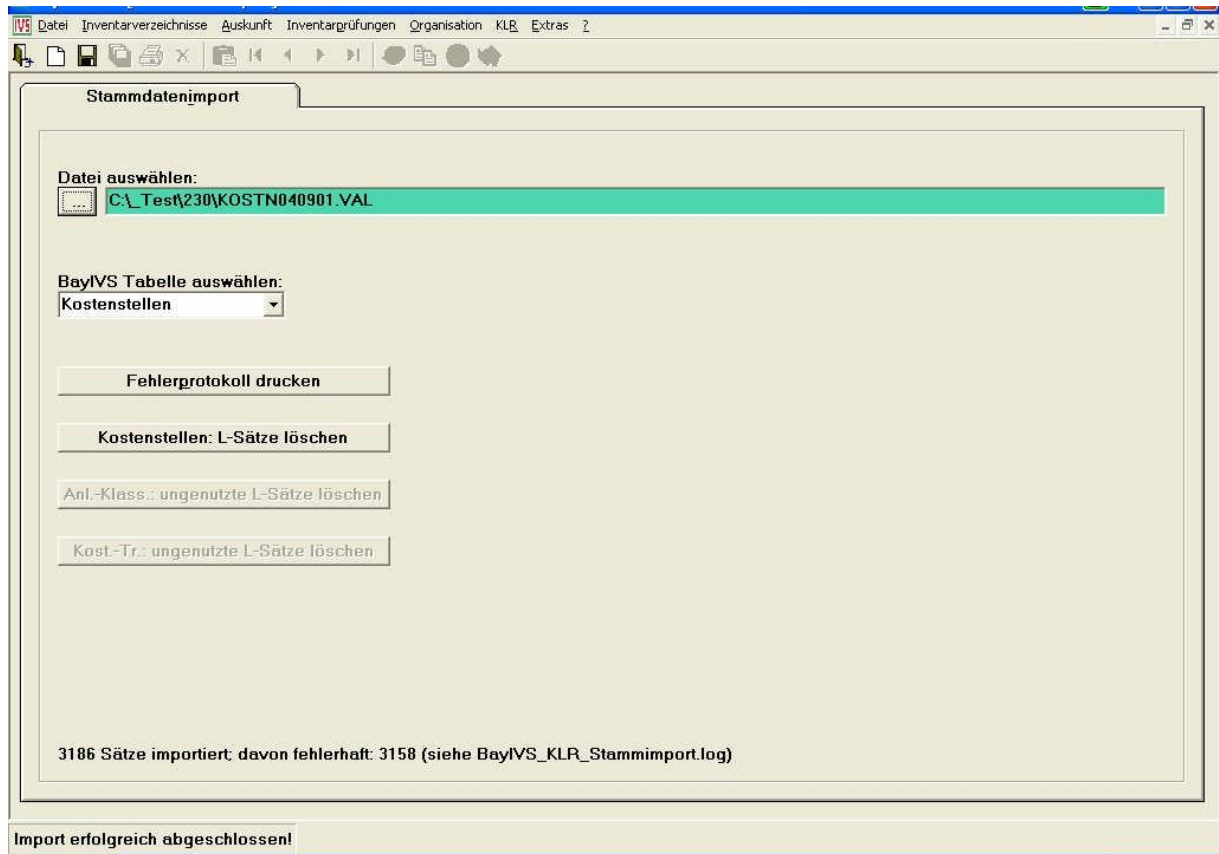 IVS Datei Inventarverzeichnisse Auskunft Inventarprüfungen Organisation KLR Extras ?
Stammdatenimport
Datei auswählen:
... C:\_Test\230\KOSTN040901.VAL
BayIVS Tabelle auswählen:
Kostenstellen
Fehlerprotokoll drucken
Kostenstellen: L-Sätze löschen
Anl.-Klass.: ungenutzte L-Sätze löschen
Kost.-Tr.: ungenutzte L-Sätze löschen
3186 Sätze importiert; davon fehlerhaft: 3158 (siehe BayIVS_KLR_Stammimport.log)
Import erfolgreich abgeschlossen!